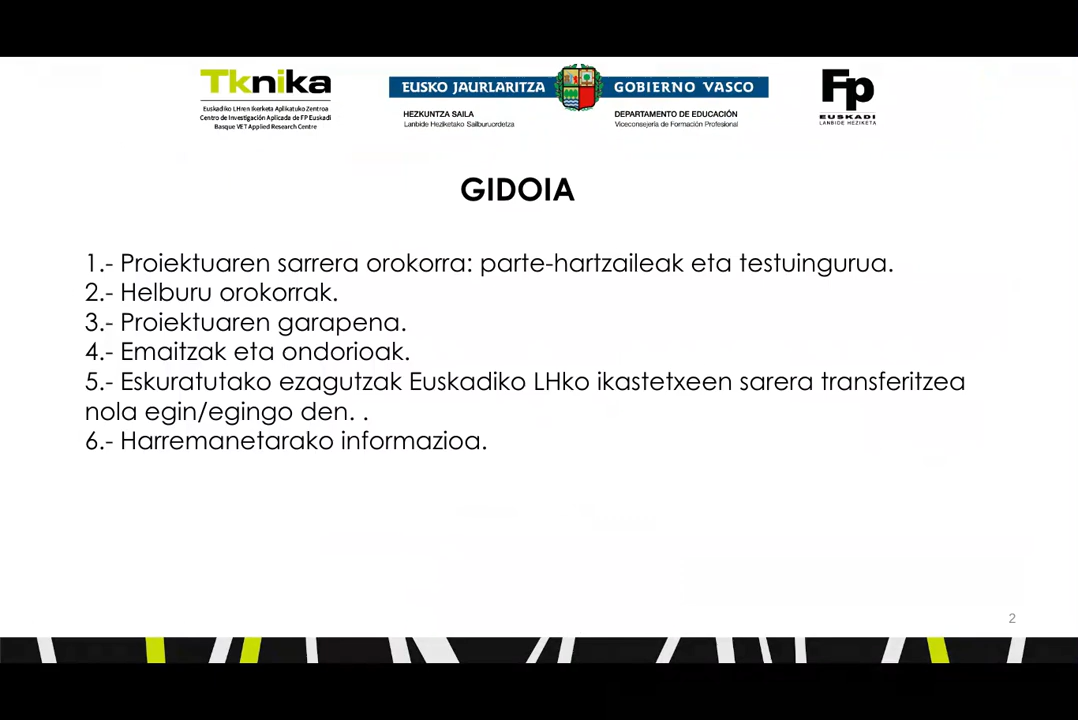 Tknika
Euskadiko LHren Ikerketa Aplikatuko Zentroa
Centro de Investigación Aplicada de FP Euskadi
Basque VET Applied Research Centre
EUSKO JAURLARITZA
GOBIERNO VASCO
HEZKUNTZA SAILA
Lanbide Heziketako Sailburuordetza
DEPARTAMENTO DE EDUCACIÓN
Viceconsejería de Formación Profesional
Fp
EUSKADI
LANBIDE HEZIKETA
GIDOIA
1.- Proiektuaren sarrera orokorra: parte-hartzaileak eta testuingurua.
2.- Helburu orokorrak.
3.- Proiektuaren garapena.
4.- Emaitzak eta ondorioak.
5.- Eskuratutako ezagutzak Euskadiko LHko ikastetxeen sarera transferitzea
nola egin/egingo den. .
6.- Harremanetarako informazioa.
2